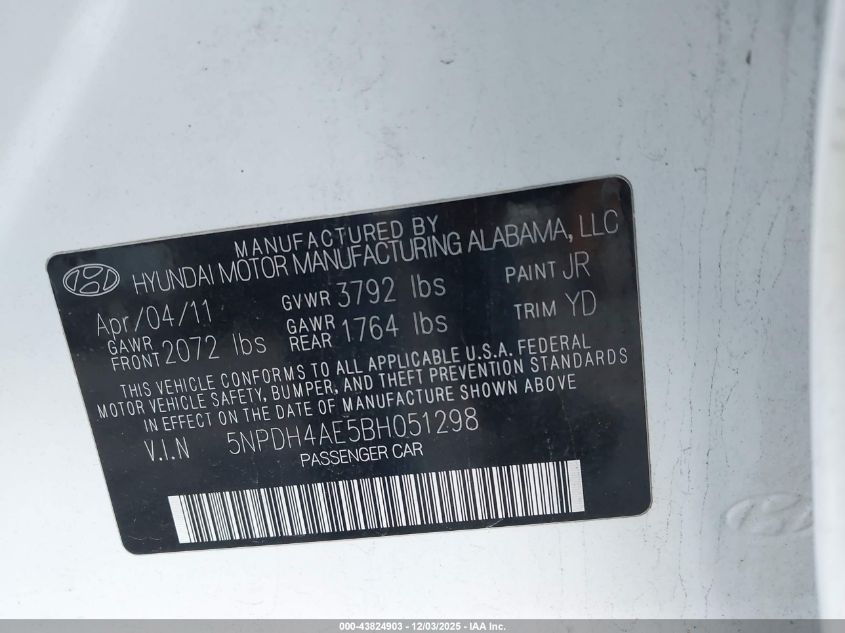 MANUFACTURED BY
HYUNDAI MOTOR MANUFACTURING ALABAMA, LLC
Apr/04/11 GVWR 3792 lbs PAINT JR
GAWR FRONT 2072 lbs GAWR REAR 1764 lbs TRIM YD
THIS VEHICLE CONFORMS TO ALL APPLICABLE U.S.A. FEDERAL
MOTOR VEHICLE SAFETY, BUMPER, AND THEFT PREVENTION STANDARDS
IN EFFECT ON THE DATE OF MANUFACTURE SHOWN ABOVE
V.I.N 5NPDH4AE5BH051298
PASSENGER CAR
000-43824903 - 12/03/2025 - IAA Inc.